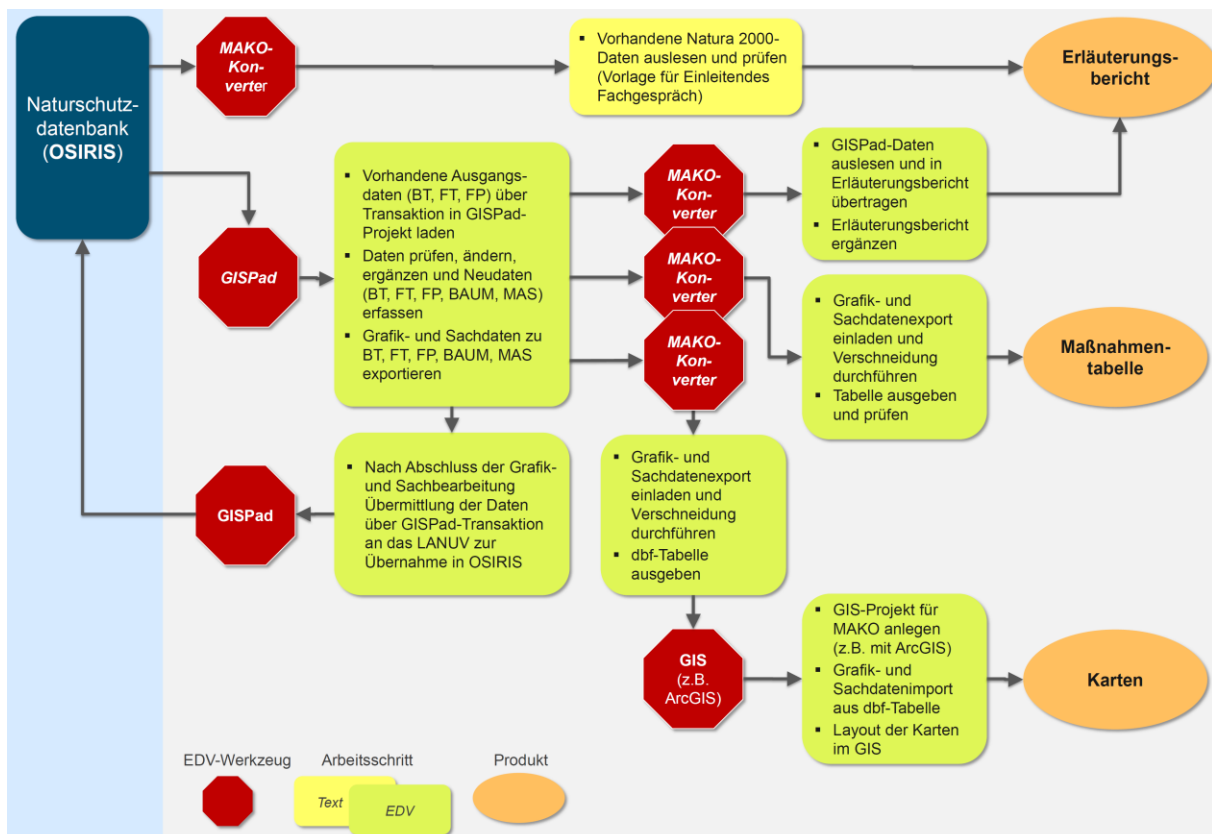 Naturschutz-
datenbank
(OSIRIS)
MAKO-
Kon-
verter
▪ Vorhandene Natura 2000-
Daten auslesen und prüfen
(Vorlage für Einleitendes
Fachgespräch)
Erläuterungs-
bericht
GISPad
▪ Vorhandene Ausgangs-
daten (BT, FT, FP) über
Transaktion in GISPad-
Projekt laden
▪ Daten prüfen, ändern,
ergänzen und Neudaten
(BT, FT, FP, BAUM, MAS)
erfassen
▪ Grafik- und Sachdaten zu
BT, FT, FP, BAUM, MAS
exportieren
MAKO-
Kon-
verter
▪ GISPad-Daten
auslesen und in
Erläuterungsbericht
übertragen
▪ Erläuterungsbericht
ergänzen
MAKO-
Kon-
verter
▪ Grafik- und
Sachdatenexport
einladen und
Verschneidung
durchführen
▪ Tabelle ausgeben
und prüfen
Maßnahmen-
tabelle
MAKO-
Kon-
verter
GISPad
▪ Nach Abschluss der Grafik-
und Sachbearbeitung
Übermittlung der Daten
über GISPad-Transaktion
an das LANUV zur
Übernahme in OSIRIS
▪ Grafik- und
Sachdatenexport
einladen und
Verschneidung
durchführen
▪ dbf-Tabelle
ausgeben
GIS
(z.B.
ArcGIS)
▪ GIS-Projekt für
MAKO anlegen
(z.B. mit ArcGIS)
▪ Grafik- und
Sachdatenimport
aus dbf-Tabelle
▪ Layout der Karten
im GIS
Karten
EDV-Werkzeug
Arbeitsschritt
Text
EDV
Produkt